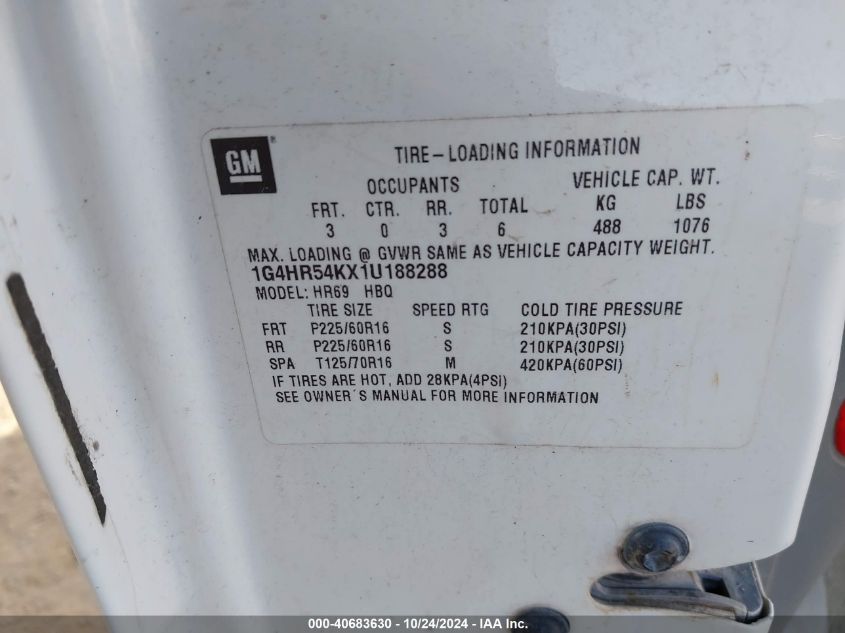 GM
TIRE-LOADING INFORMATION
OCCUPANTS VEHICLE CAP. WT.
FRT. CTR. RR. TOTAL KG LBS
3 0 3 6 488 1076
MAX. LOADING @ GVWR SAME AS VEHICLE CAPACITY WEIGHT.
1G4HR54KX1U188288
MODEL: HR69 HBQ
TIRE SIZE SPEED RTG COLD TIRE PRESSURE
FRT P225/60R16 S 210KPA(30PSI)
RR P225/60R16 S 210KPA(30PSI)
SPA T125/70R16 M 420KPA(60PSI)
IF TIRES ARE HOT, ADD 28KPA(4PSI)
SEE OWNER'S MANUAL FOR MORE INFORMATION
000-40683630 - 10/24/2024 - IAA Inc.